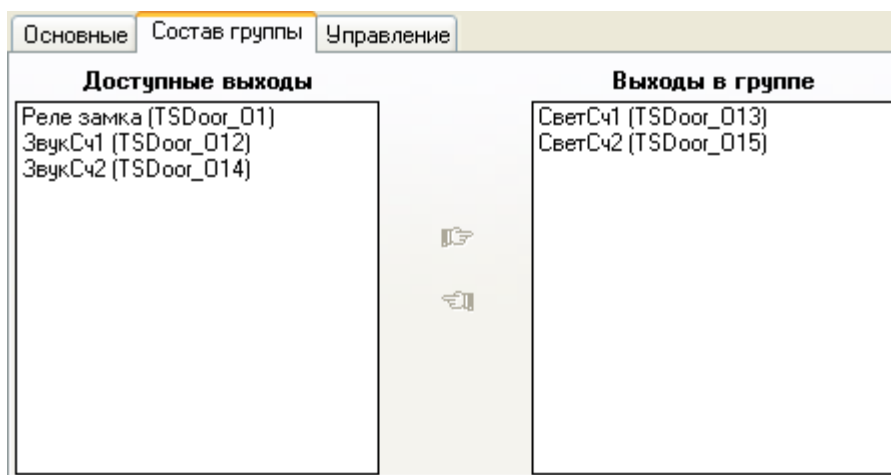 Основные Состав группы Управление
Доступные выходы
Реле замка (TSDoor_O1)
ЗвукСч1 (TSDoor_O12)
ЗвукСч2 (TSDoor_O14)
Выходы в группе
СветСч1 (TSDoor_O13)
СветСч2 (TSDoor_O15)